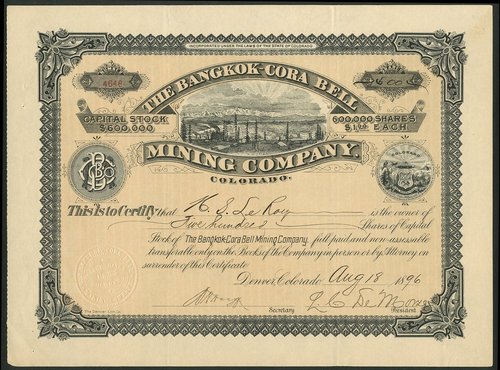 INCORPORATED UNDER THE LAWS OF THE STATE OF COLORADO.
4648
500
THE BANGKOK-CORA BELL
CAPITAL STOCK
$600,000.
600,000 SHARES
$1.00 EACH.
MINING COMPANY.
COLORADO.
This is to Certify that H. S. Le Roy is the owner of
Five hundred Shares of Capital
Stock of The Bangkok-Cora Bell Mining Company, full paid and non-assessable
transferable only on the Books of the Company in person or by Attorney on
surrender of this Certificate
Denver, Colorado Aug 18 1896
Secretary
President